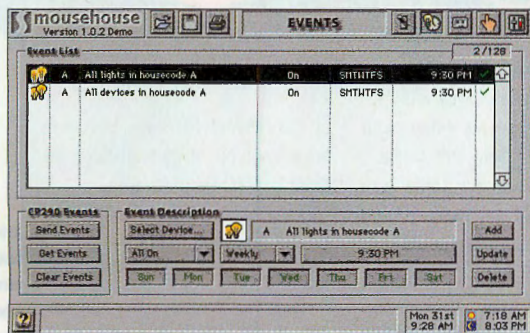 mousehouse
Version 1.0.2 Demo
EVENTS
Event List
2/128
A All lights in housecode A On SMTWTFS 9:30 PM
A All devices in housecode A On SMTWTFS 9:30 PM
CP290 Events
Send Events
Get Events
Clear Events
Event Description
Select Device... A All lights in housecode A Add
All On Weekly 9:30 PM Update
Sun Mon Tue Wed Thu Fri Sat Delete
?
Mon 31st
9:28 AM
7:18 AM
8:03 PM